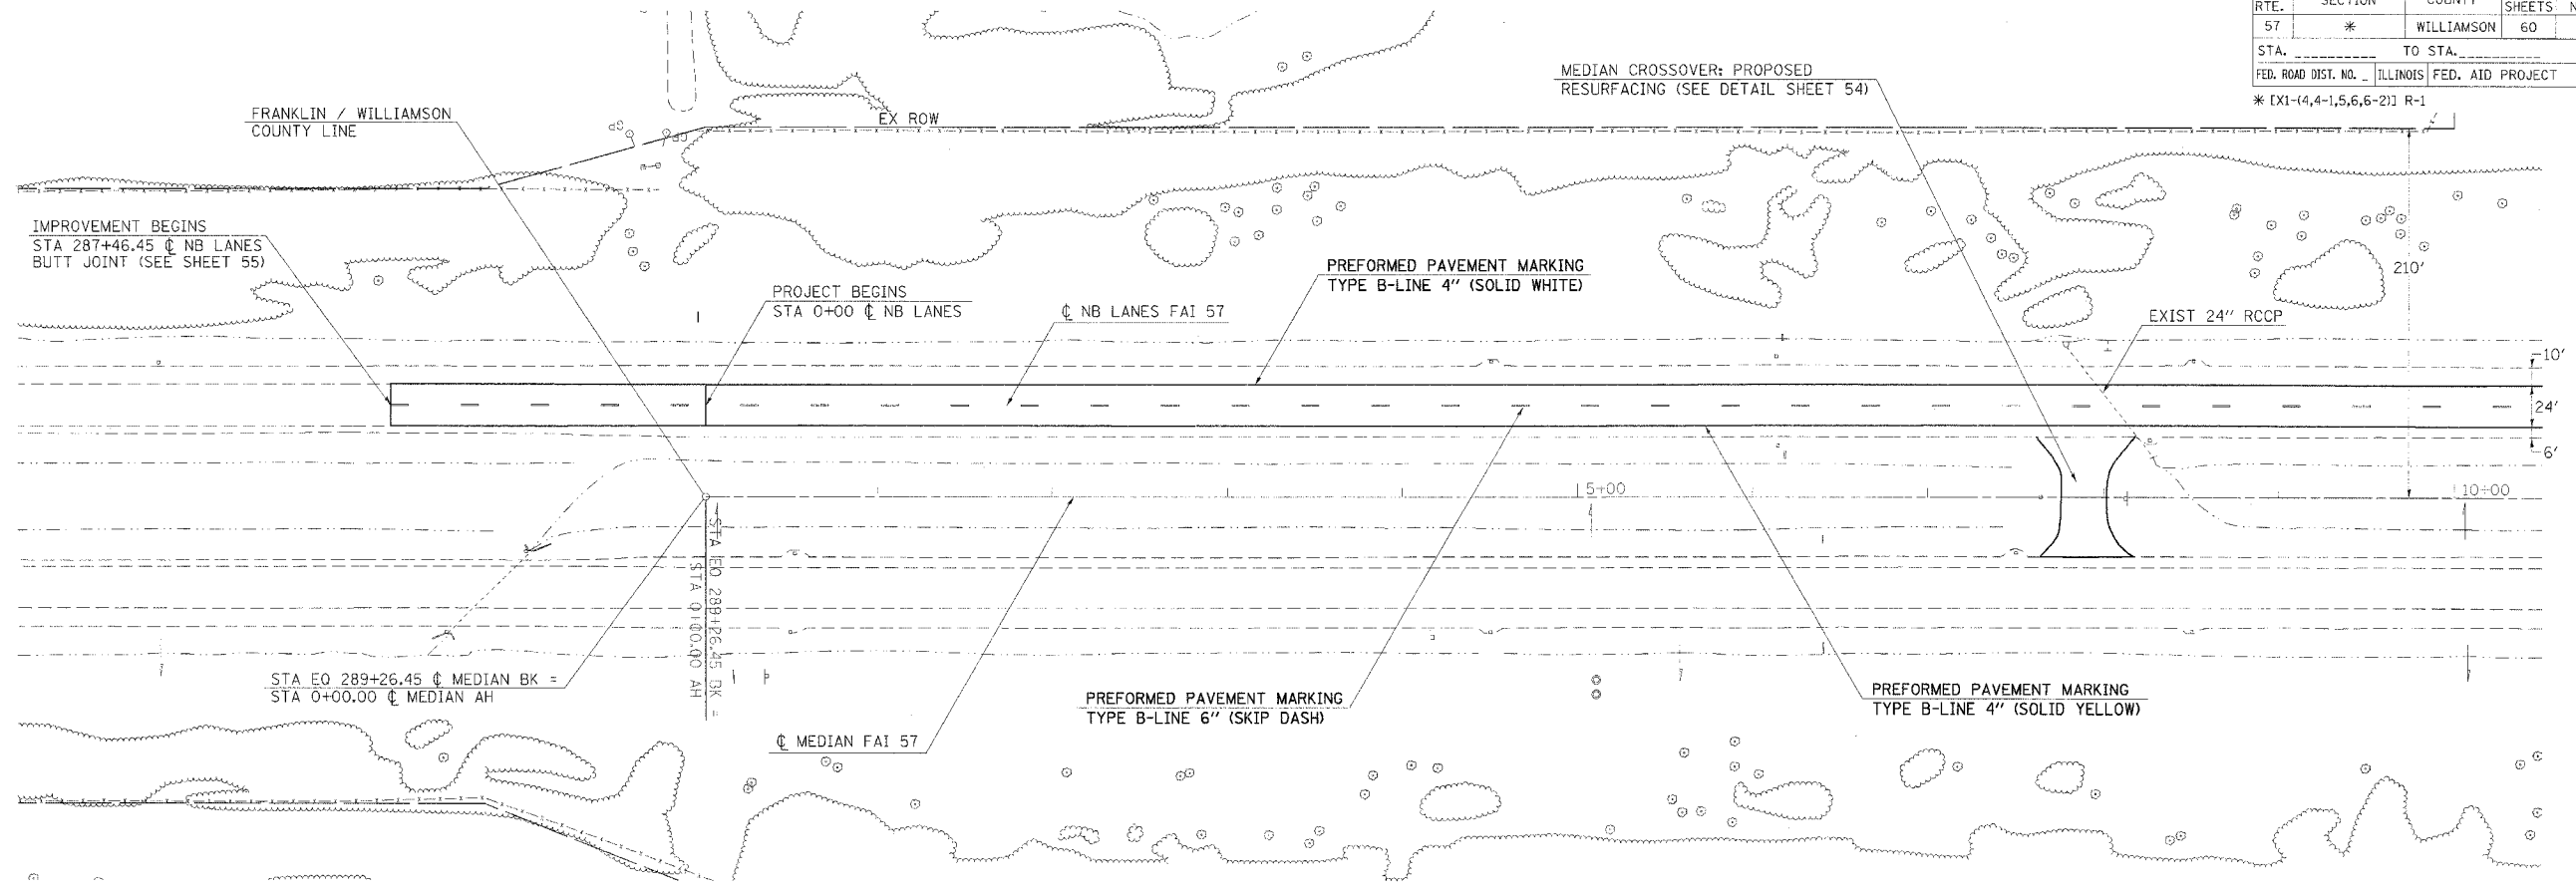 RTE. SECTION COUNTY SHEETS
57 * WILLIAMSON 60
STA. TO STA.
FED. ROAD DIST. NO. _ ILLINOIS FED. AID PROJECT
* [X1-(4,4-1,5,6,6-2)] R-1
MEDIAN CROSSOVER: PROPOSED
RESURFACING (SEE DETAIL SHEET 54)
FRANKLIN / WILLIAMSON
COUNTY LINE
EX ROW
IMPROVEMENT BEGINS
STA 287+46.45 ℄ NB LANES
BUTT JOINT (SEE SHEET 55)
PREFORMED PAVEMENT MARKING
TYPE B-LINE 4" (SOLID WHITE)
210'
PROJECT BEGINS
STA 0+00 ℄ NB LANES
℄ NB LANES FAI 57
EXIST 24" RCCP
10'
24'
6'
5+00
10+00
STA EQ 289+26.45 BK =
STA 0+00.00 AH
STA EQ 289+26.45 ℄ MEDIAN BK =
STA 0+00.00 ℄ MEDIAN AH
PREFORMED PAVEMENT MARKING
TYPE B-LINE 6" (SKIP DASH)
PREFORMED PAVEMENT MARKING
TYPE B-LINE 4" (SOLID YELLOW)
℄ MEDIAN FAI 57